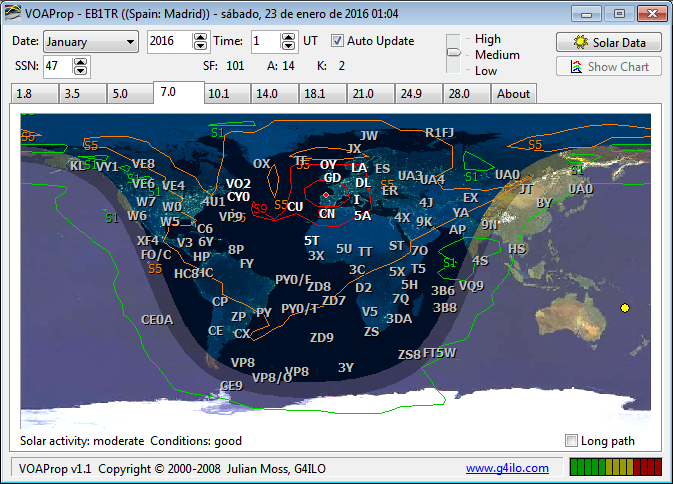 VOAProp - EB1TR ((Spain: Madrid)) - sábado, 23 de enero de 2016 01:04
Date: January 2016 Time: 1 UT Auto Update High Medium Low Solar Data
SSN: 47 SF: 101 A: 14 K: 2 Show Chart
1.8 3.5 5.0 7.0 10.1 14.0 18.1 21.0 24.9 28.0 About
S1 JW R1FJ
S5 S5 JX S5
KL VY1 S1 VE8 OX TF S5 OY LA ES S1 UA0 S1
GD DL UA3 UA4 JT
VE6 VE4 VO2 S5 ER UA0
S1 W7 W0 4U1 CY0 I 4J EX BY
S1 W6 W5 VP9 S5 S9 S5 CU CN 5A 4X 9K YA
C6 AP 9N
XF4 V3 6Y 8P 5T 5U TT ST 7O HS
FO/C HP FY 3X S1 4S
S5 HC8 HC PY0/F 3C 5X T5
ZD8 D2 5H VQ9
CP PY0/T ZD7 7Q 3B6
CE0A ZP PY V5 3DA 3B8
CE CX ZD9 ZS
VP8 3Y ZS8 FT5W
CE9 VP8/O VP8
Solar activity: moderate Conditions: good Long path
VOAProp v1.1 Copyright © 2000-2008 Julian Moss, G4ILO www.g4ilo.com